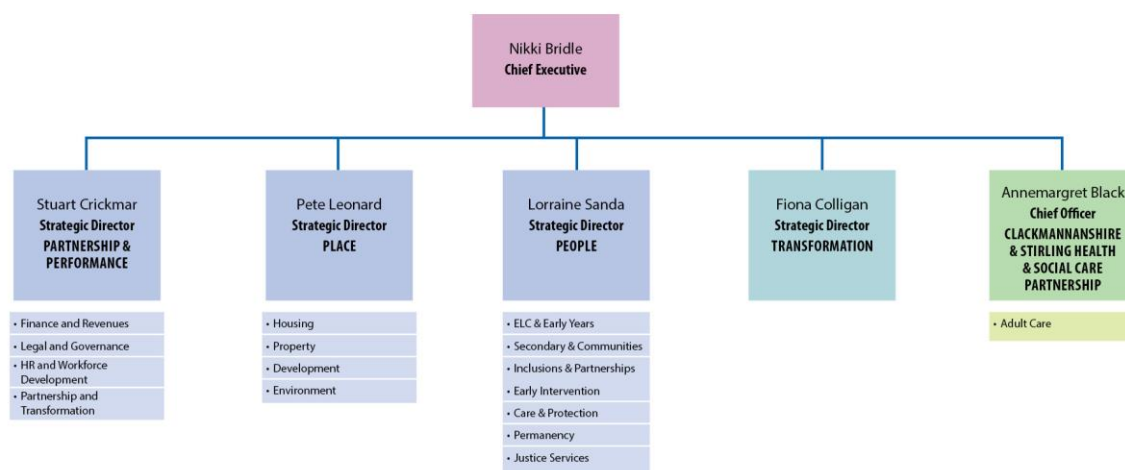 Nikki Bridle
Chief Executive
Stuart Crickmar
Strategic Director
PARTNERSHIP &
PERFORMANCE
• Finance and Revenues
• Legal and Governance
• HR and Workforce
Development
• Partnership and
Transformation
Pete Leonard
Strategic Director
PLACE
• Housing
• Property
• Development
• Environment
Lorraine Sanda
Strategic Director
PEOPLE
• ELC & Early Years
• Secondary & Communities
• Inclusions & Partnerships
• Early Intervention
• Care & Protection
• Permanency
• Justice Services
Fiona Colligan
Strategic Director
TRANSFORMATION
Annemargret Black
Chief Officer
CLACKMANNANSHIRE
& STIRLING HEALTH
& SOCIAL CARE
PARTNERSHIP
• Adult Care